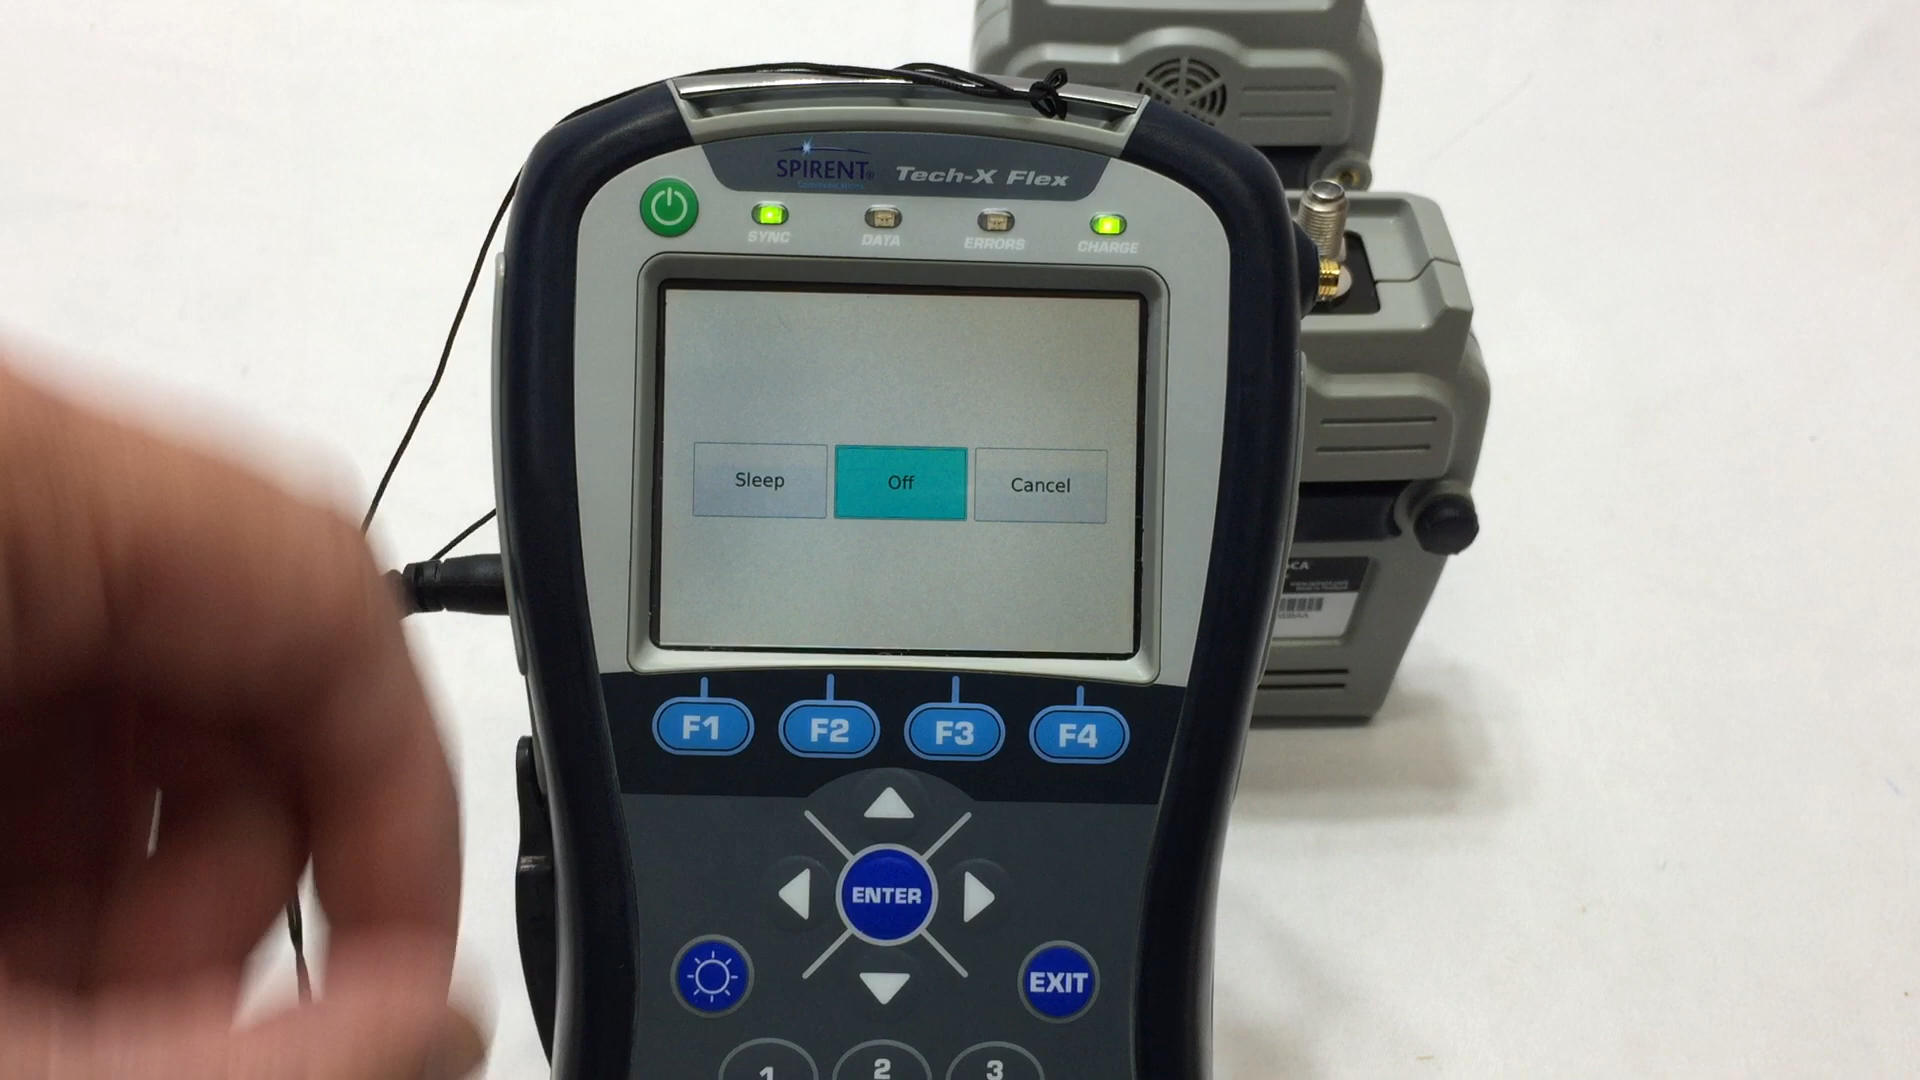 SPIRENT® Tech-X Flex
Communications
SYNC DATA ERRORS CHARGE
Sleep Off Cancel
F1 F2 F3 F4
ENTER
EXIT
1 2 3